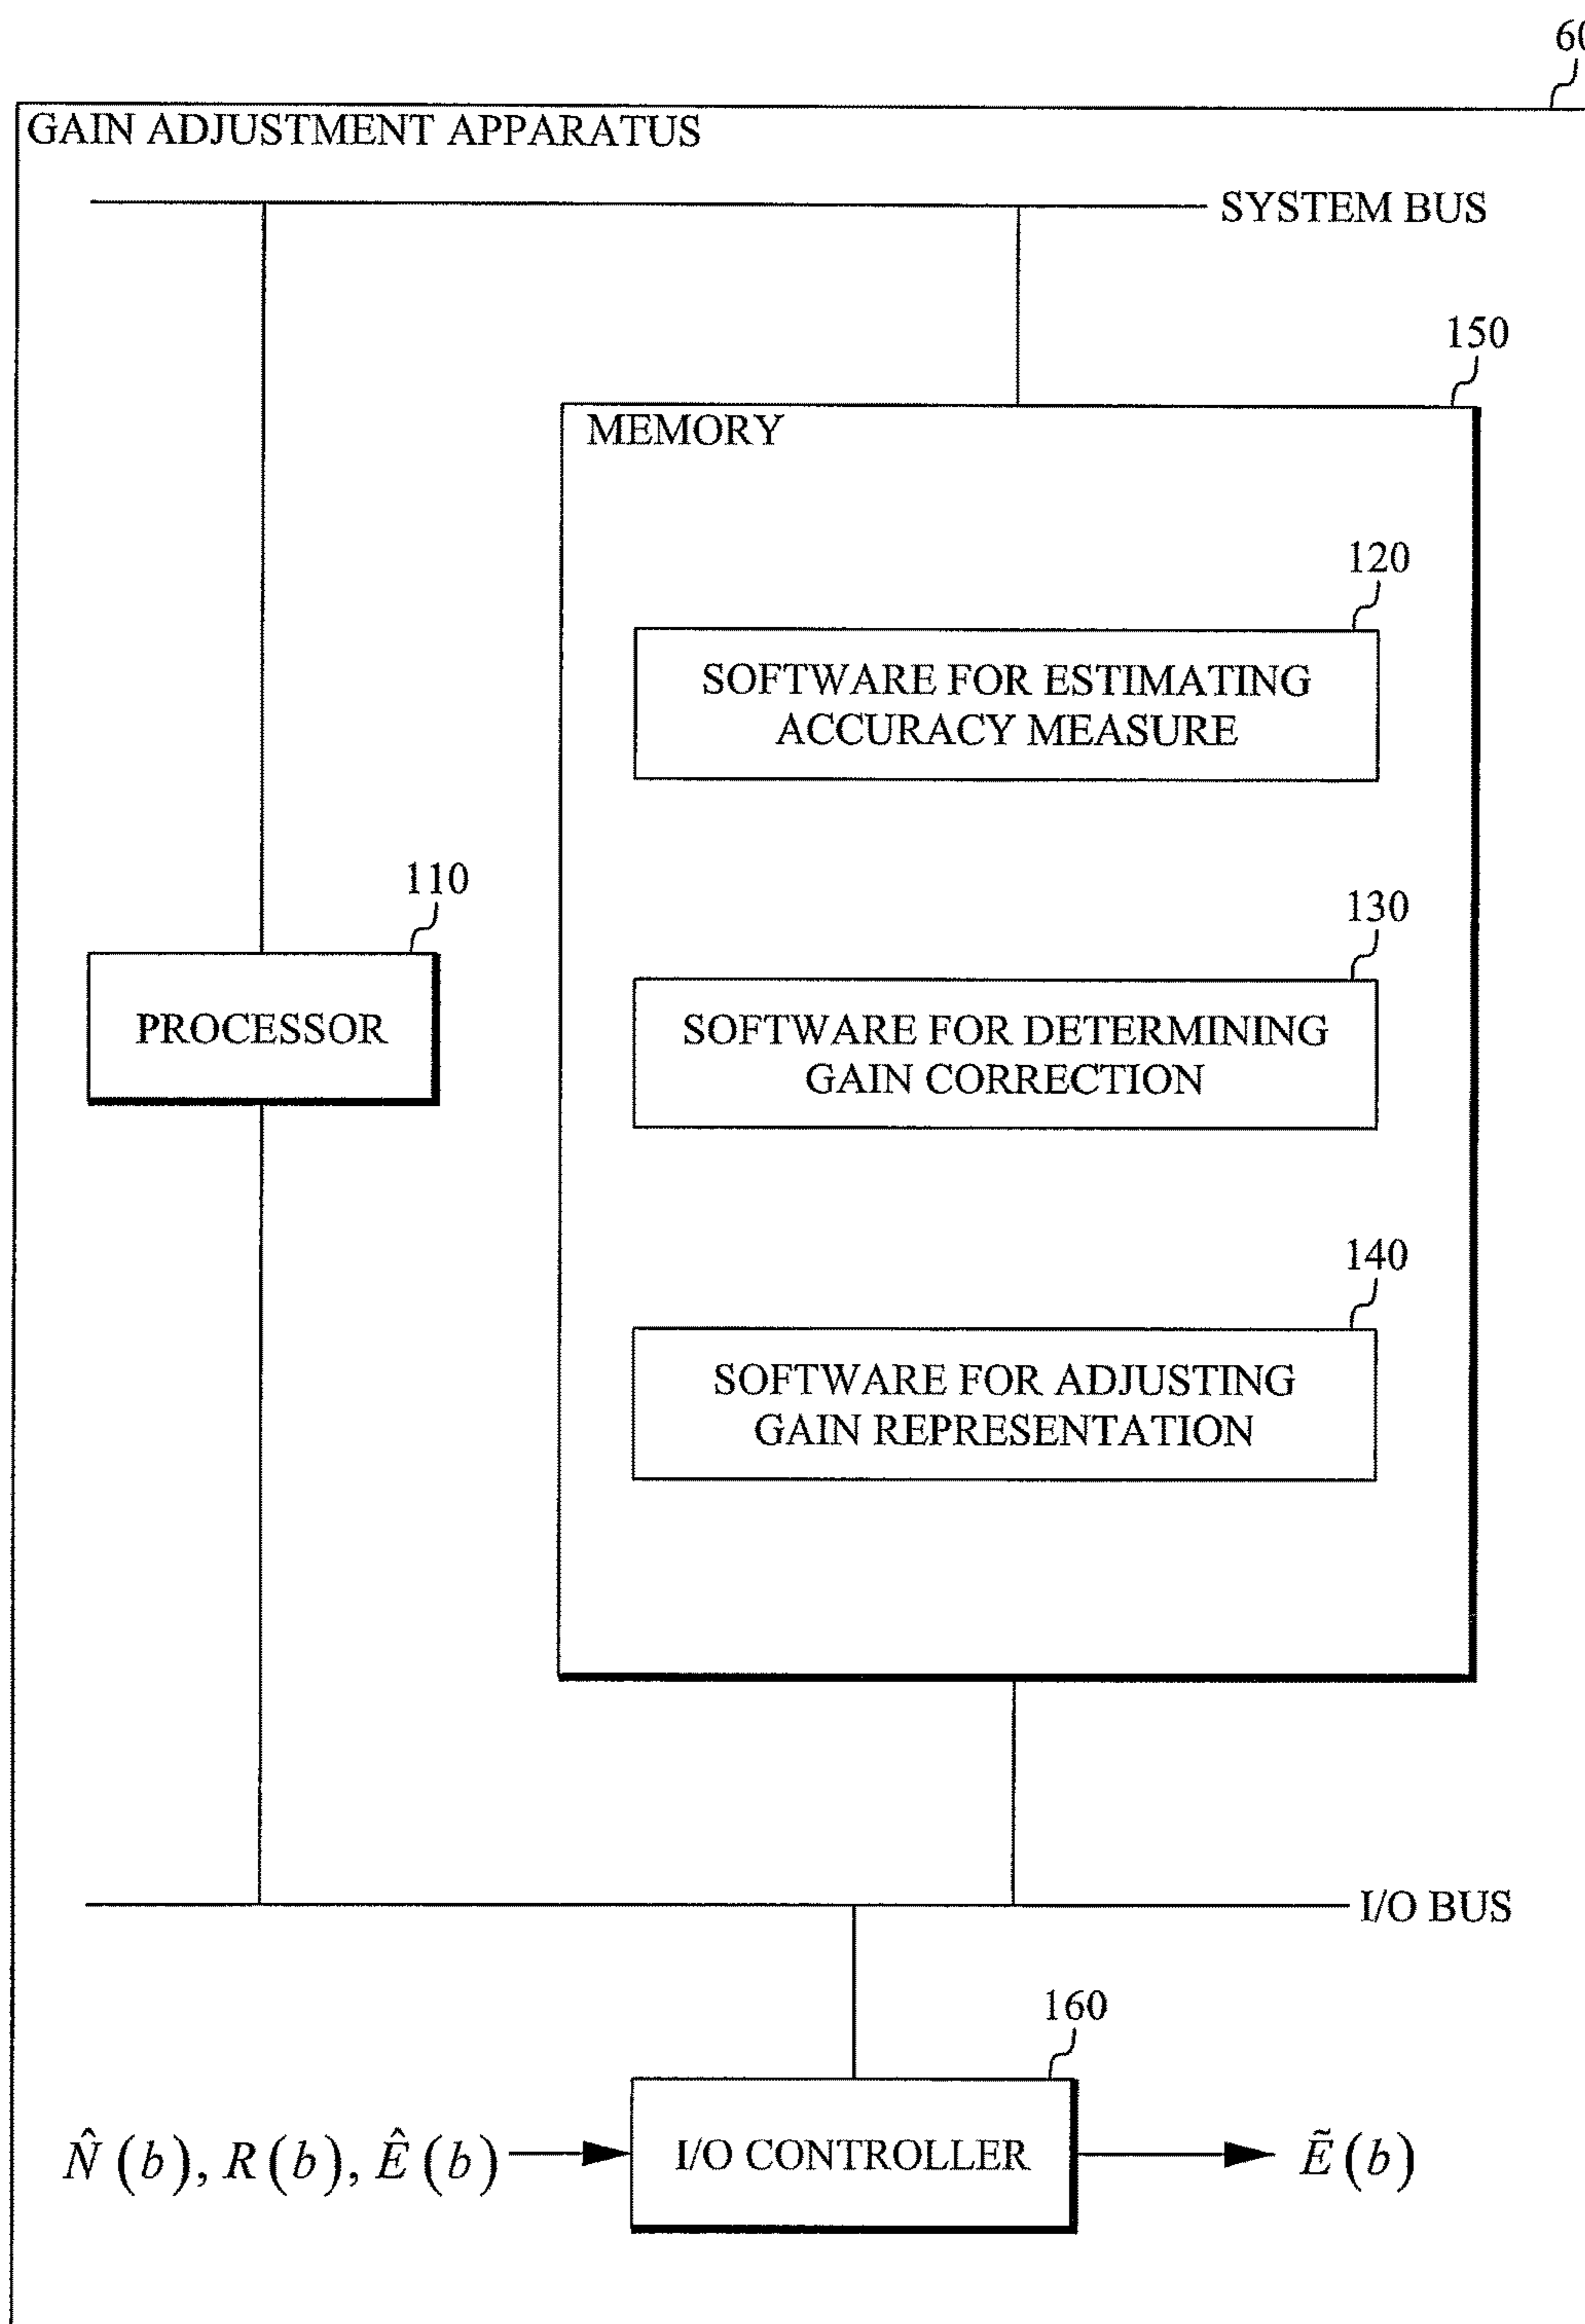 60
GAIN ADJUSTMENT APPARATUS
SYSTEM BUS
150
MEMORY
120
SOFTWARE FOR ESTIMATING
ACCURACY MEASURE
110
130
PROCESSOR
SOFTWARE FOR DETERMINING
GAIN CORRECTION
140
SOFTWARE FOR ADJUSTING
GAIN REPRESENTATION
I/O BUS
160
N̂(b), R(b), Ê(b)
I/O CONTROLLER
Ẽ(b)